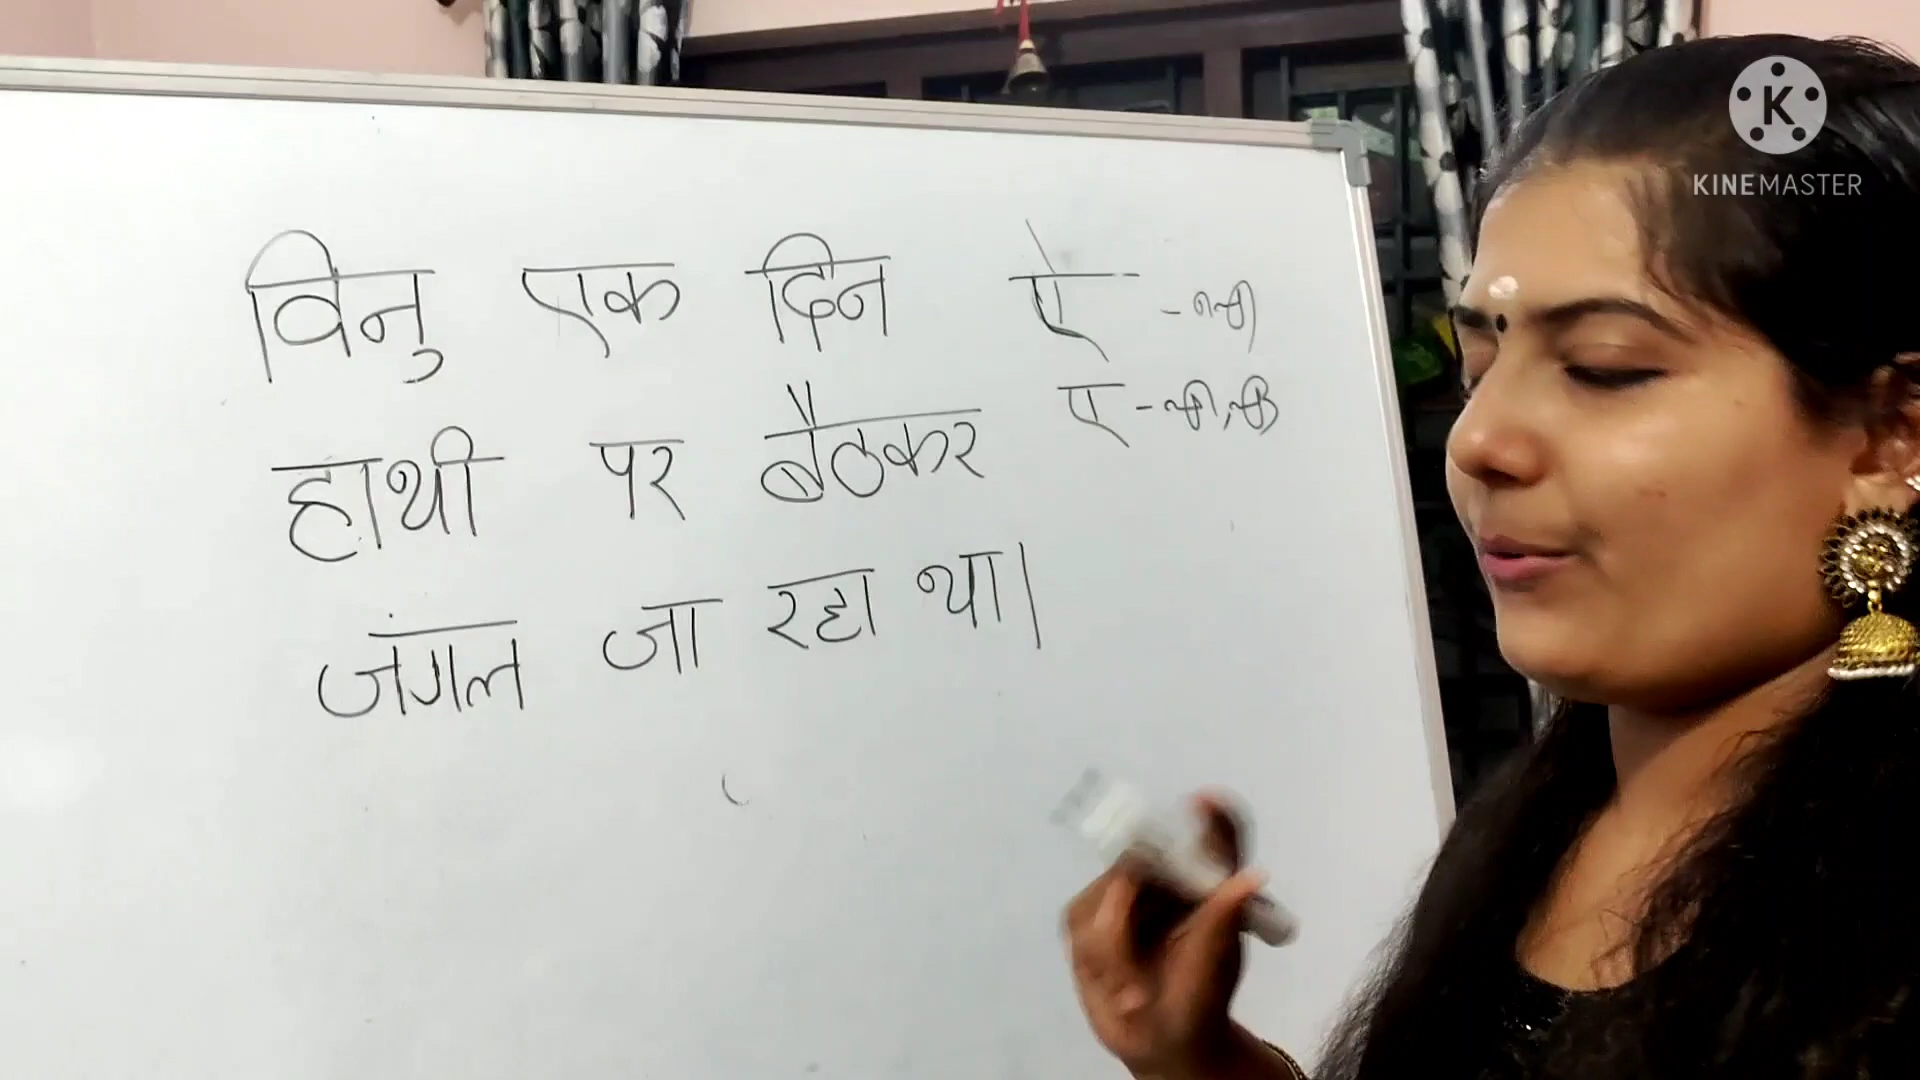 विनु एक दिन
हाथी पर बैठकर
जंगल जा रहा था।
ऐ - ഐ
ए - എ, ഏ
KINEMASTER